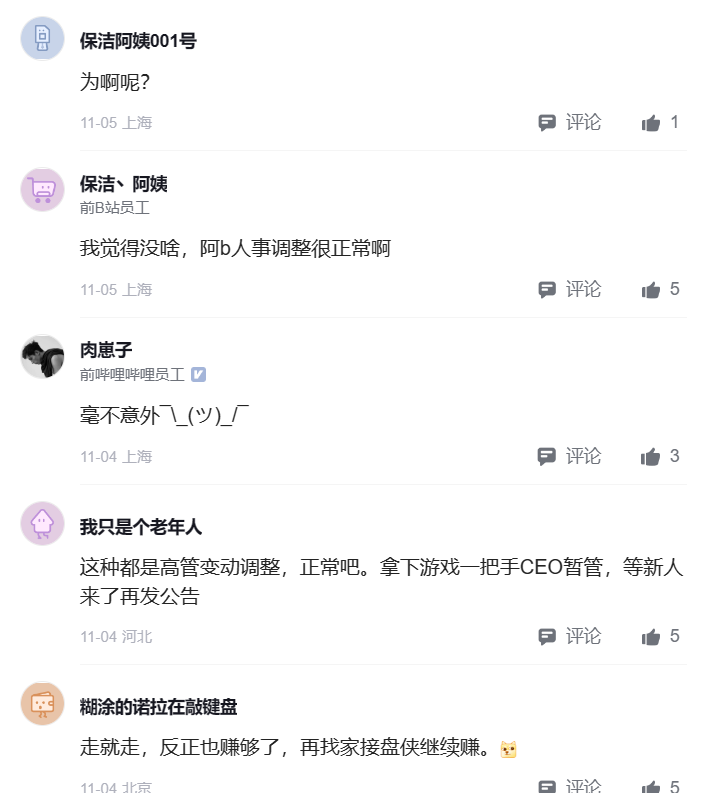 保洁阿姨001号
为啊呢？
11-05 上海 评论 1
保洁丶阿姨
前B站员工
我觉得没啥，阿b人事调整很正常啊
11-05 上海 评论 5
肉崽子
前哔哩哔哩员工
毫不意外¯\_(ツ)_/¯
11-04 上海 评论 3
我只是个老年人
这种都是高管变动调整，正常吧。拿下游戏一把手CEO暂管，等新人
来了再发公告
11-04 河北 评论 5
糊涂的诺拉在敲键盘
走就走，反正也赚够了，再找家接盘侠继续赚。
11-04 北京 评论 5